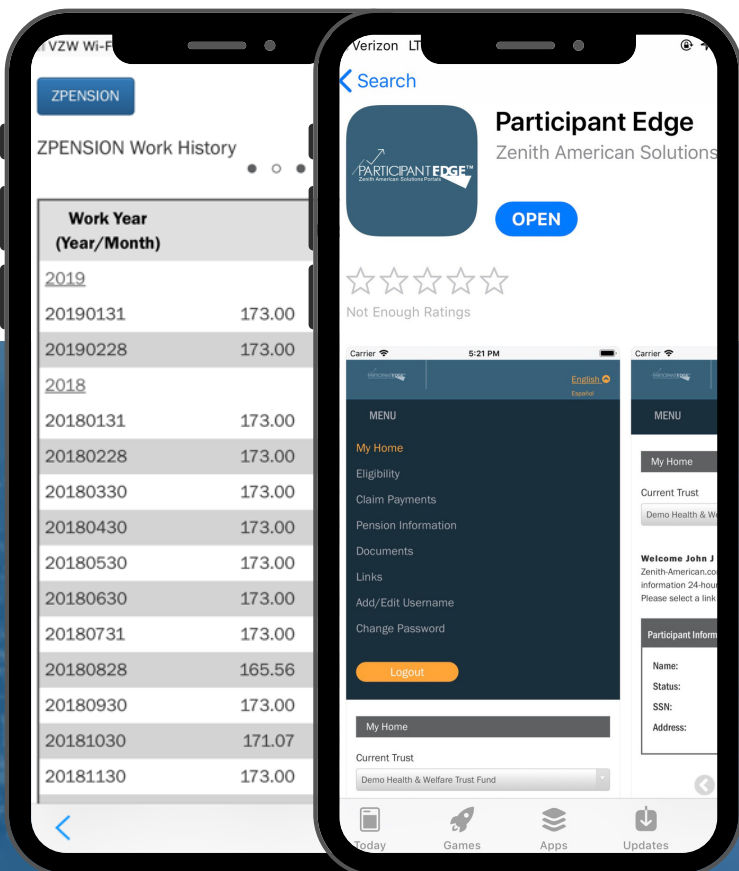 VZW Wi-F
ZPENSION
ZPENSION Work History
Work Year
(Year/Month)
2019
20190131 173.00
20190228 173.00
2018
20180131 173.00
20180228 173.00
20180330 173.00
20180430 173.00
20180530 173.00
20180630 173.00
20180731 173.00
20180828 165.56
20180930 173.00
20181030 171.07
20181130 173.00
Verizon LT
Search
PARTICIPANT EDGE™
Zenith American Solutions Portals
Participant Edge
Zenith American Solutions
OPEN
Not Enough Ratings
Carrier 5:21 PM
PARTICIPANT EDGE
English
Español
MENU
My Home
Eligibility
Claim Payments
Pension Information
Documents
Links
Add/Edit Username
Change Password
Logout
My Home
Current Trust
Demo Health & Welfare Trust Fund
Carrier
PARTICIPANT EDGE
MENU
My Home
Current Trust
Demo Health & We
Welcome John J
Zenith-American.co
information 24-hou
Please select a link
Participant Inform
Name:
Status:
SSN:
Address:
Today Games Apps Updates